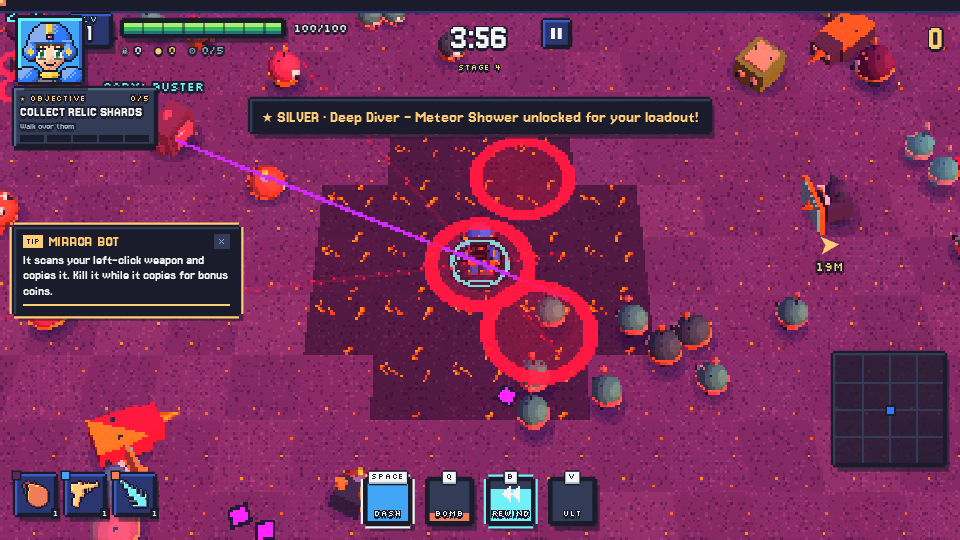 LV
1
100/100
0 0 0/5
3:56
STAGE 4
0
★ OBJECTIVE 0/5
COLLECT RELIC SHARDS
Walk over them
★ SILVER · Deep Diver – Meteor Shower unlocked for your loadout!
TIP MIRROR BOT ×
It scans your left-click weapon and
copies it. Kill it while it copies for bonus
coins.
19M
1 1 1
SPACE
DASH
Q
BOMB
R
REWIND
V
ULT